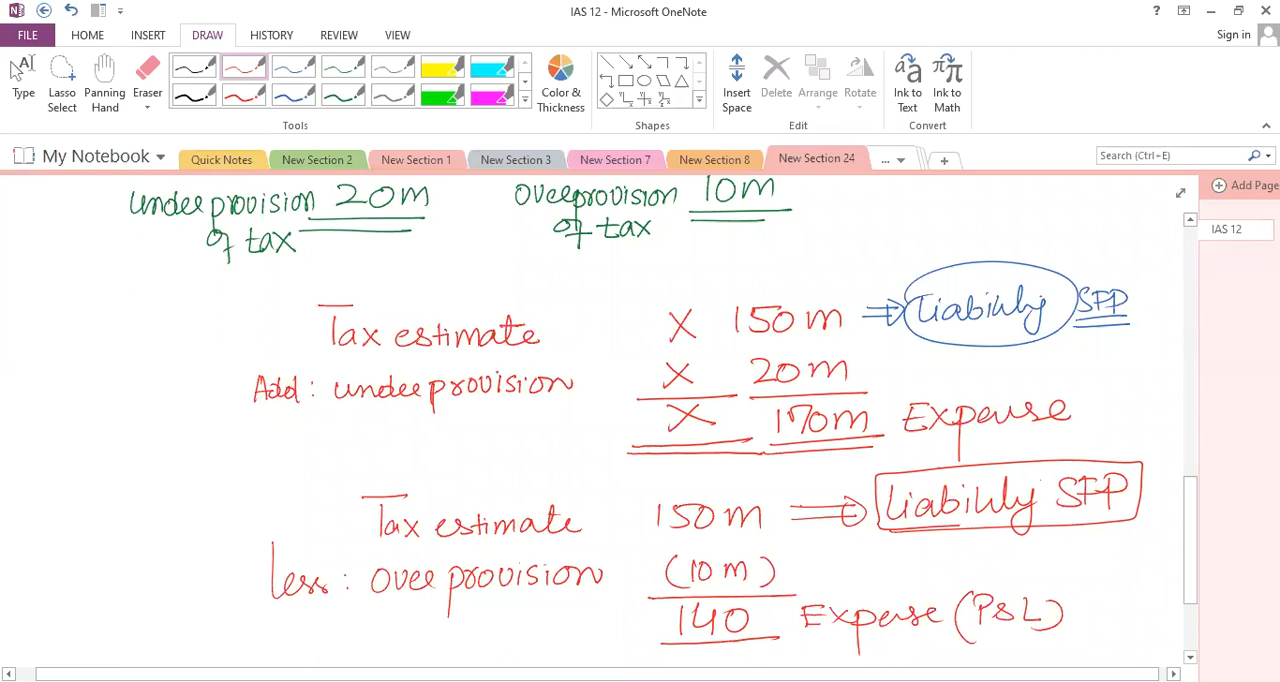 IAS 12 - Microsoft OneNote
FILE HOME INSERT DRAW HISTORY REVIEW VIEW Sign in
Type Lasso Select Panning Hand Eraser Color & Thickness Insert Space Delete Arrange Rotate Ink to Text Ink to Math
Tools Shapes Edit Convert
My Notebook Quick Notes New Section 2 New Section 1 New Section 3 New Section 7 New Section 8 New Section 24 ... Search (Ctrl+E)
Add Page
IAS 12
underprovision 20m overprovision 10m
of tax of tax
Tax estimate X 150m ⇒ Liability SFP
Add: underprovision X 20m
X 170m Expense
Tax estimate 150m ⇒ Liability SFP
less: overprovision (10m)
140 Expense (P&L)